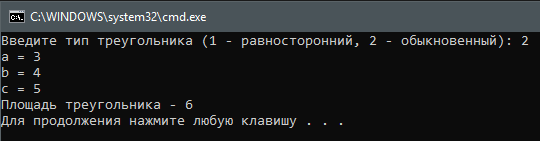 C:\WINDOWS\system32\cmd.exe
Введите тип треугольника (1 - равносторонний, 2 - обыкновенный): 2
a = 3
b = 4
c = 5
Площадь треугольника - 6
Для продолжения нажмите любую клавишу . . .